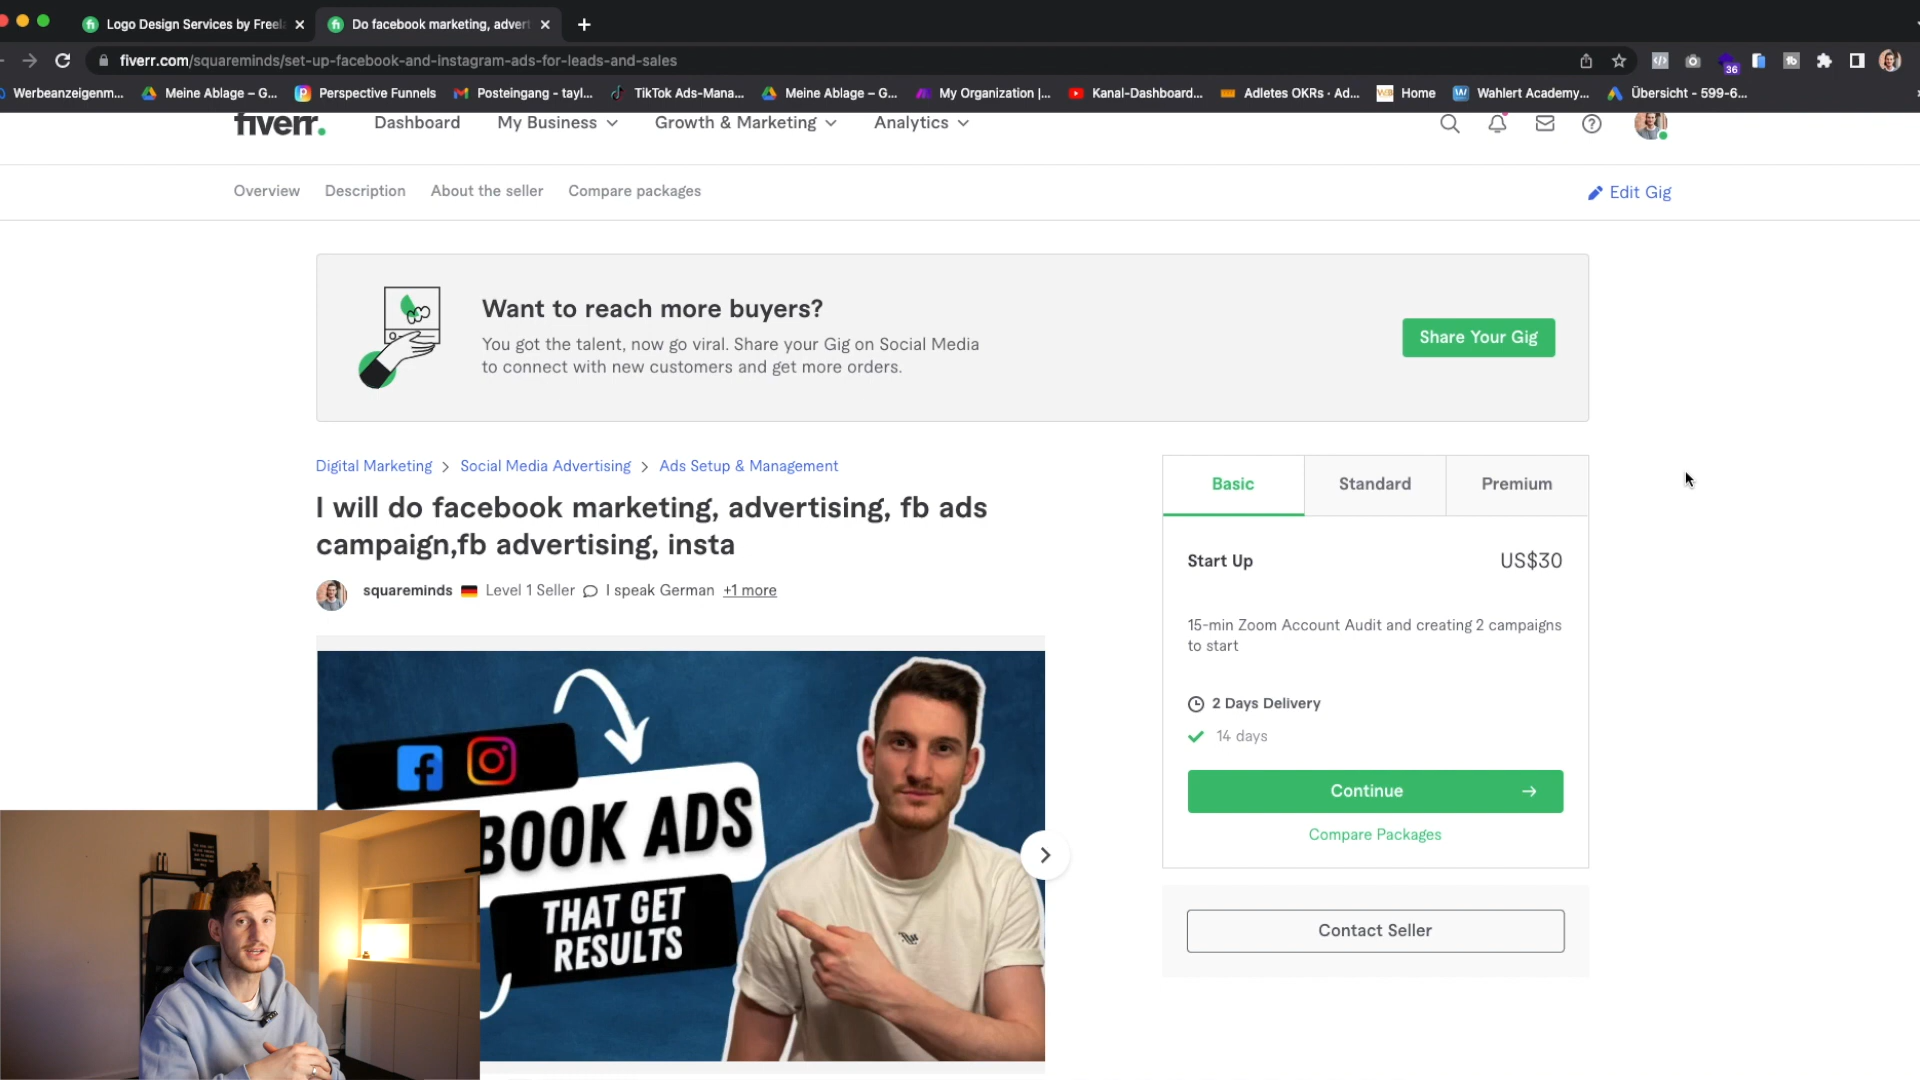 Logo Design Services by Freel
Do facebook marketing, advert
fiverr.com/squareminds/set-up-facebook-and-instagram-ads-for-leads-and-sales
36
Werbeanzeigenm...
Meine Ablage – G...
Perspective Funnels
Posteingang - tayl...
TikTok Ads-Mana...
Meine Ablage – G...
My Organization |...
Kanal-Dashboard...
Adletes OKRs · Ad...
Home
Wahlert Academy...
Übersicht - 599-6...
fiverr.
Dashboard
My Business
Growth & Marketing
Analytics
Overview
Description
About the seller
Compare packages
Edit Gig
Want to reach more buyers?
You got the talent, now go viral. Share your Gig on Social Media
to connect with new customers and get more orders.
Share Your Gig
Digital Marketing > Social Media Advertising > Ads Setup & Management
I will do facebook marketing, advertising, fb ads
campaign,fb advertising, insta
squareminds Level 1 Seller I speak German +1 more
BOOK ADS
THAT GET
RESULTS
Basic
Standard
Premium
Start Up US$30
15-min Zoom Account Audit and creating 2 campaigns
to start
2 Days Delivery
14 days
Continue →
Compare Packages
Contact Seller